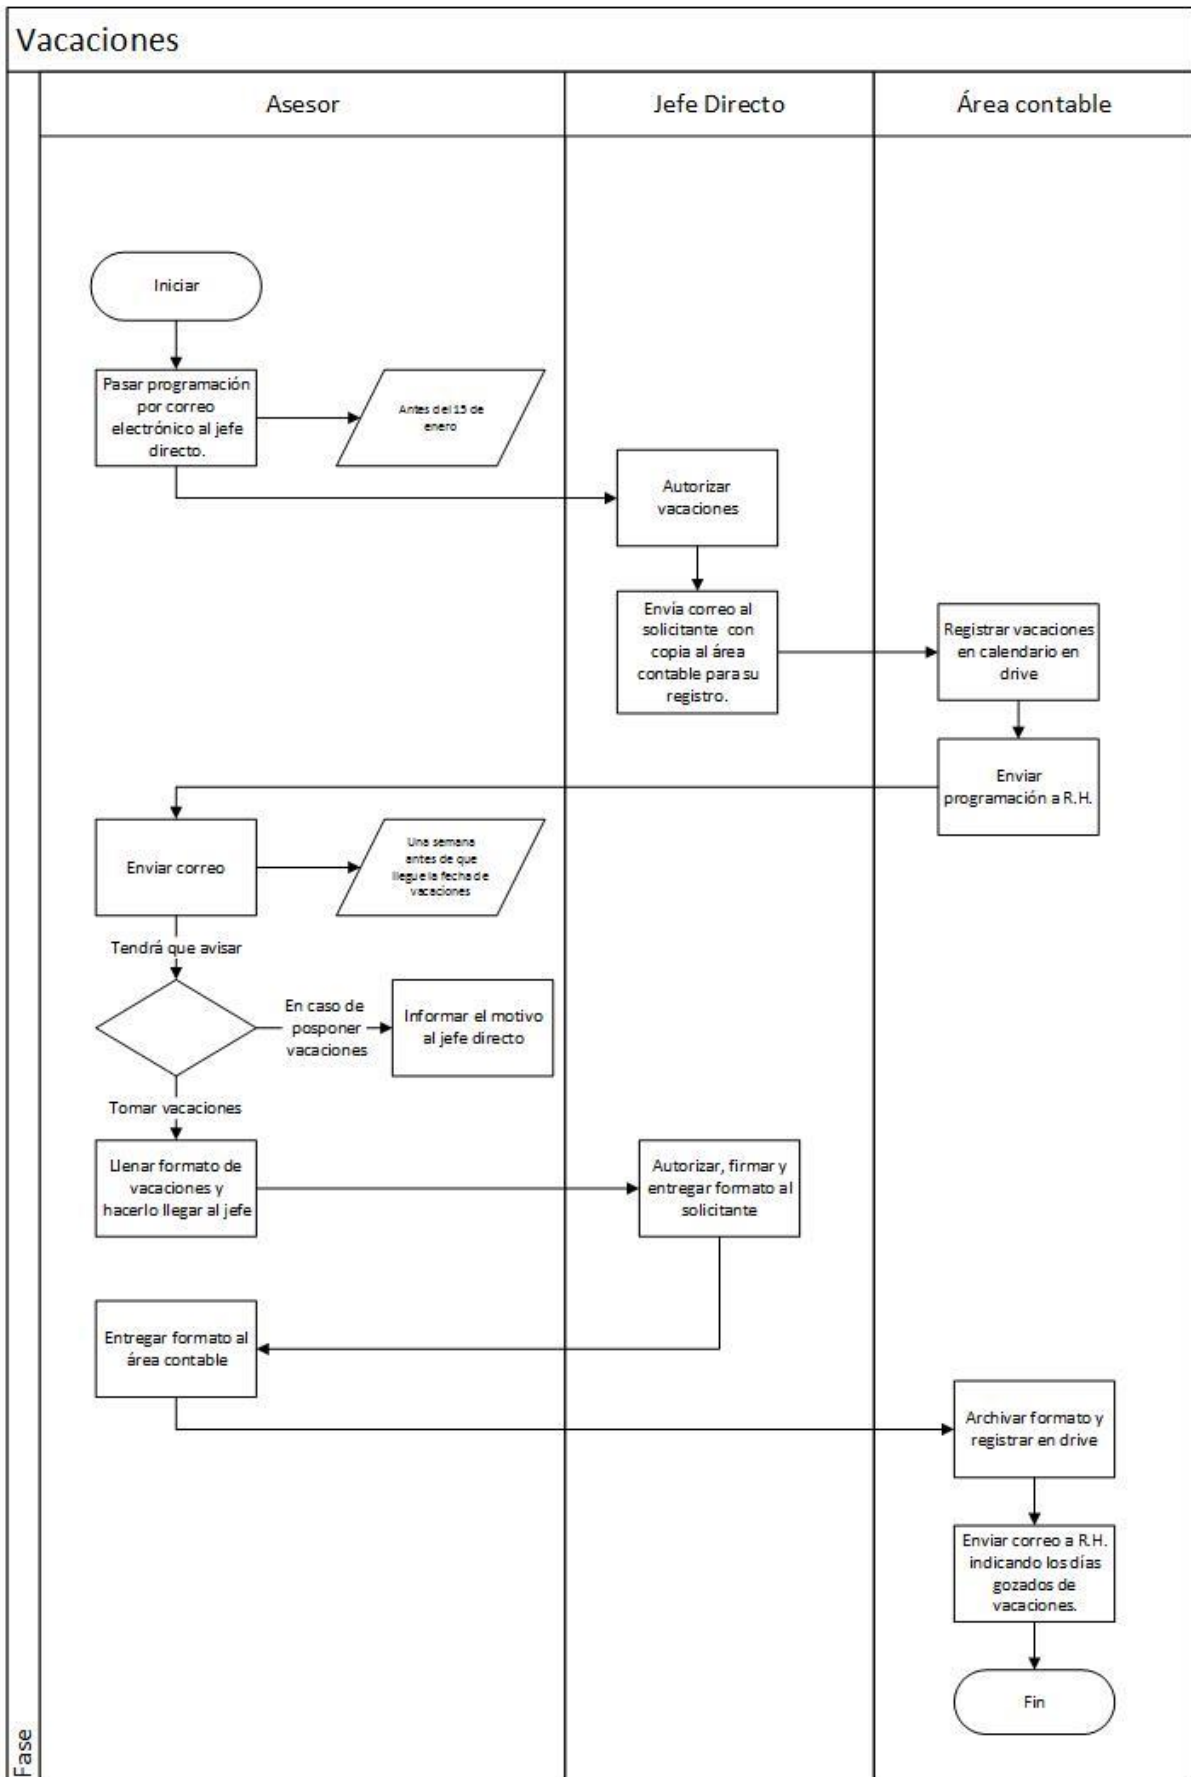 Vacaciones
Asesor
Jefe Directo
Área contable
Iniciar
Pasar programación
por correo
electrónico al jefe
directo.
Antes del 15 de
enero
Autorizar
vacaciones
Envía correo al
solicitante con
copia al área
contable para su
registro.
Registrar vacaciones
en calendario en
drive
Enviar
programación a R.H.
Enviar correo
Una semana
antes de que
llegue la fecha de
vacaciones
Tendrá que avisar
En caso de
posponer
vacaciones
Informar el motivo
al jefe directo
Tomar vacaciones
Llenar formato de
vacaciones y
hacerlo llegar al jefe
Autorizar, firmar y
entregar formato al
solicitante
Entregar formato al
área contable
Archivar formato y
registrar en drive
Enviar correo a R.H.
indicando los días
gozados de
vacaciones.
Fin
Fase